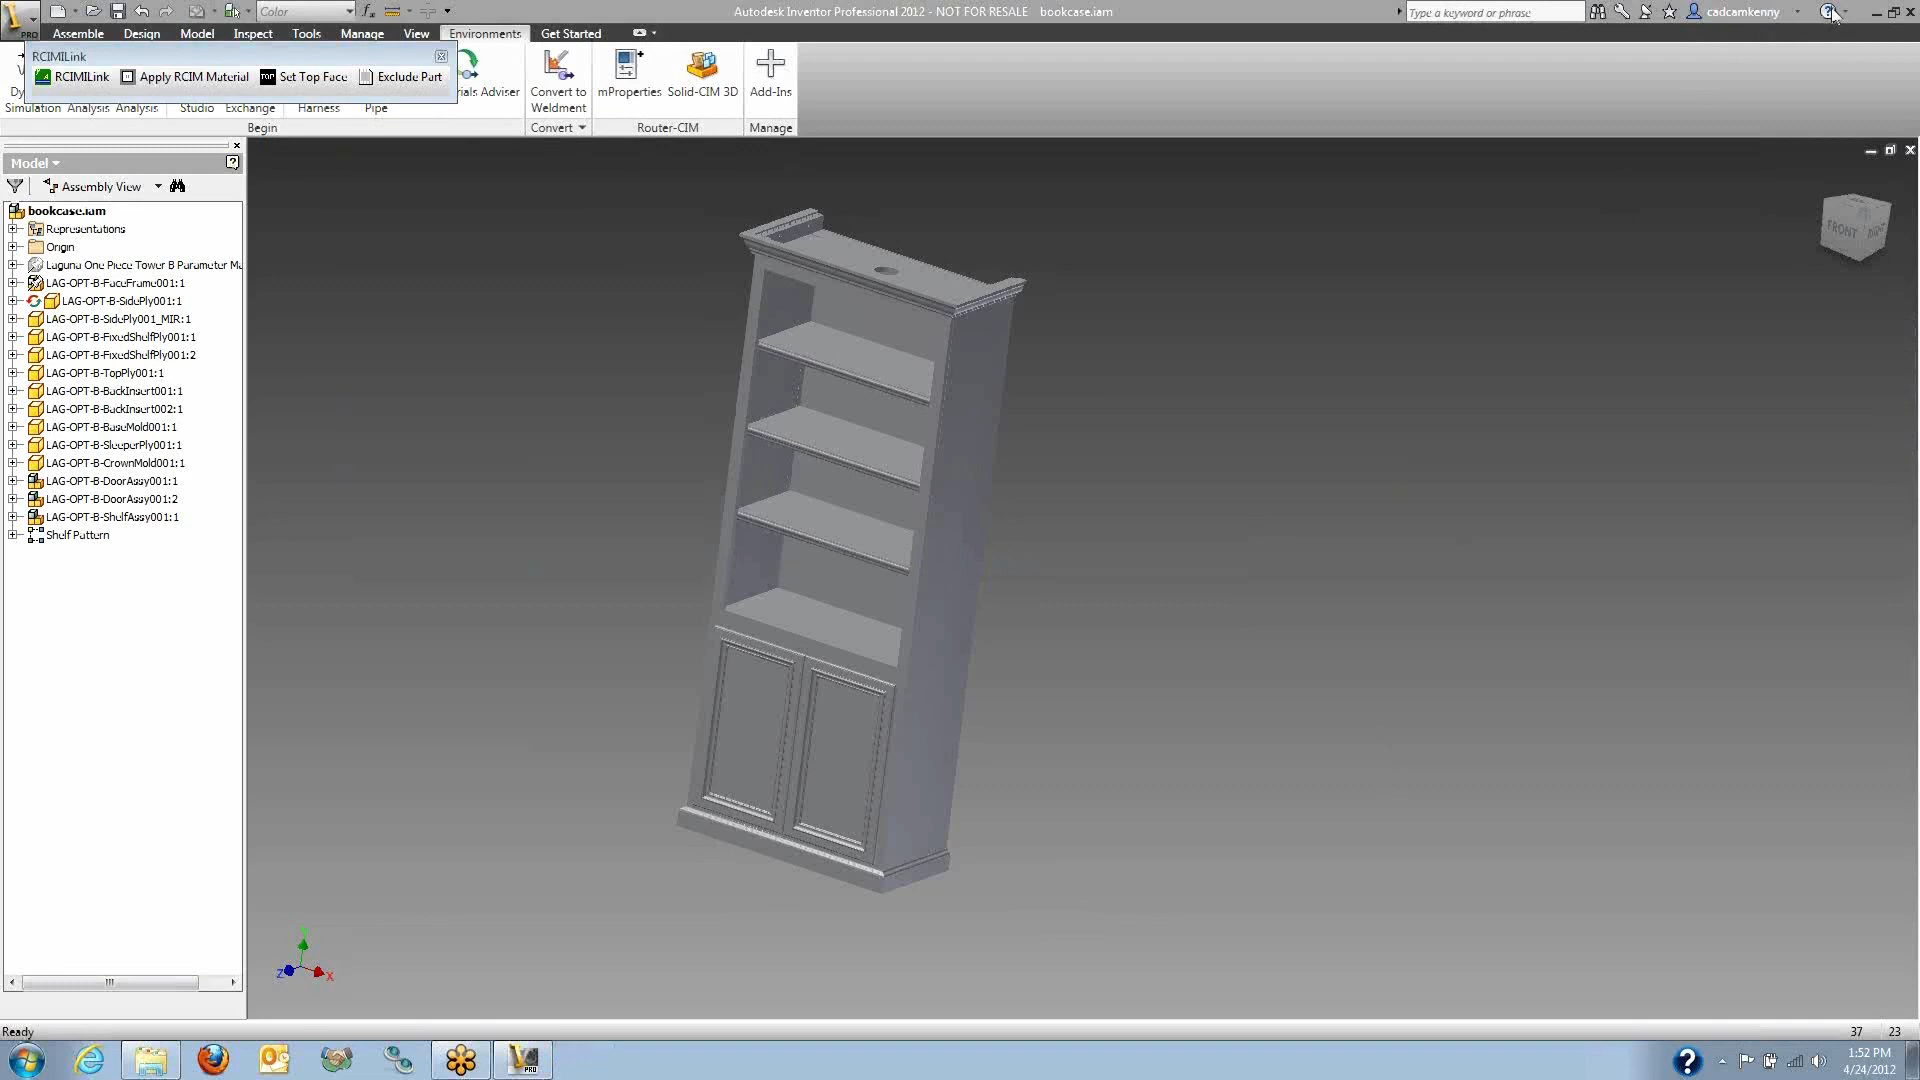 Color
Autodesk Inventor Professional 2012 - NOT FOR RESALE bookcase.iam
Type a keyword or phrase
cadcamkenny
PRO
Assemble Design Model Inspect Tools Manage View Environments Get Started
RCIMILink
RCIMILink Apply RCIM Material Set Top Face Exclude Part
TOP
Adviser
Convert to
Weldment
mProperties
Solid-CIM 3D
Add-Ins
Simulation Analysis Analysis Studio Exchange Harness Pipe
Begin
Convert
Router-CIM
Manage
Model
Assembly View
bookcase.iam
Representations
Origin
Laguna One Piece Tower B Parameter
LAG-OPT-B-FaceFrame001:1
LAG-OPT-B-SidePly001:1
LAG-OPT-B-SidePly001_MIR:1
LAG-OPT-B-FixedShelfPly001:1
LAG-OPT-B-FixedShelfPly001:2
LAG-OPT-B-TopPly001:1
LAG-OPT-B-BackInsert001:1
LAG-OPT-B-BackInsert002:1
LAG-OPT-B-BaseMold001:1
LAG-OPT-B-SleeperPly001:1
LAG-OPT-B-CrownMold001:1
LAG-OPT-B-DoorAssy001:1
LAG-OPT-B-DoorAssy001:2
LAG-OPT-B-ShelfAssy001:1
Shelf Pattern
FRONT
RIGHT
Y
Z
X
Ready
37 23
PRO
1:52 PM
4/24/2012